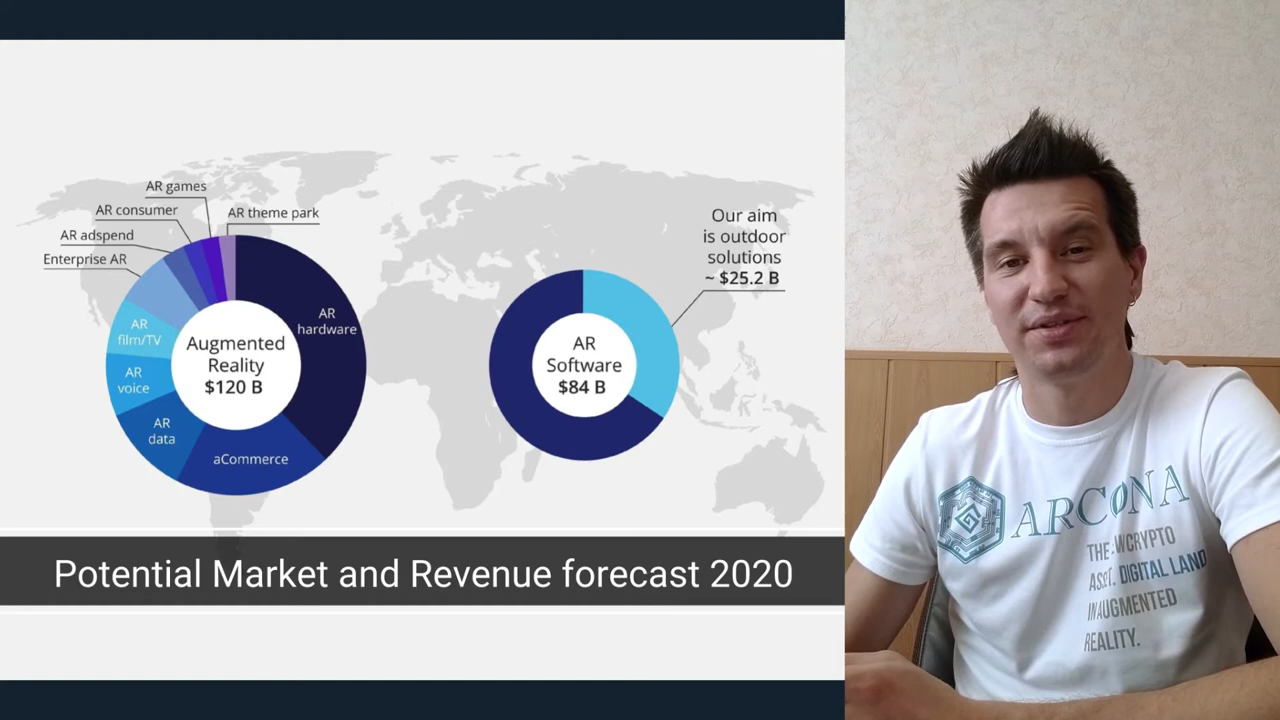 AR games
AR consumer
AR theme park
AR adspend
Enterprise AR
AR
hardware
AR
film/TV
AR
voice
AR
data
aCommerce
Augmented
Reality
$120 B
AR
Software
$84 B
Our aim
is outdoor
solutions
~ $25.2 B
Potential Market and Revenue forecast 2020
ARCONA
DIGITAL LAND
AUGMENTED
REALITY.